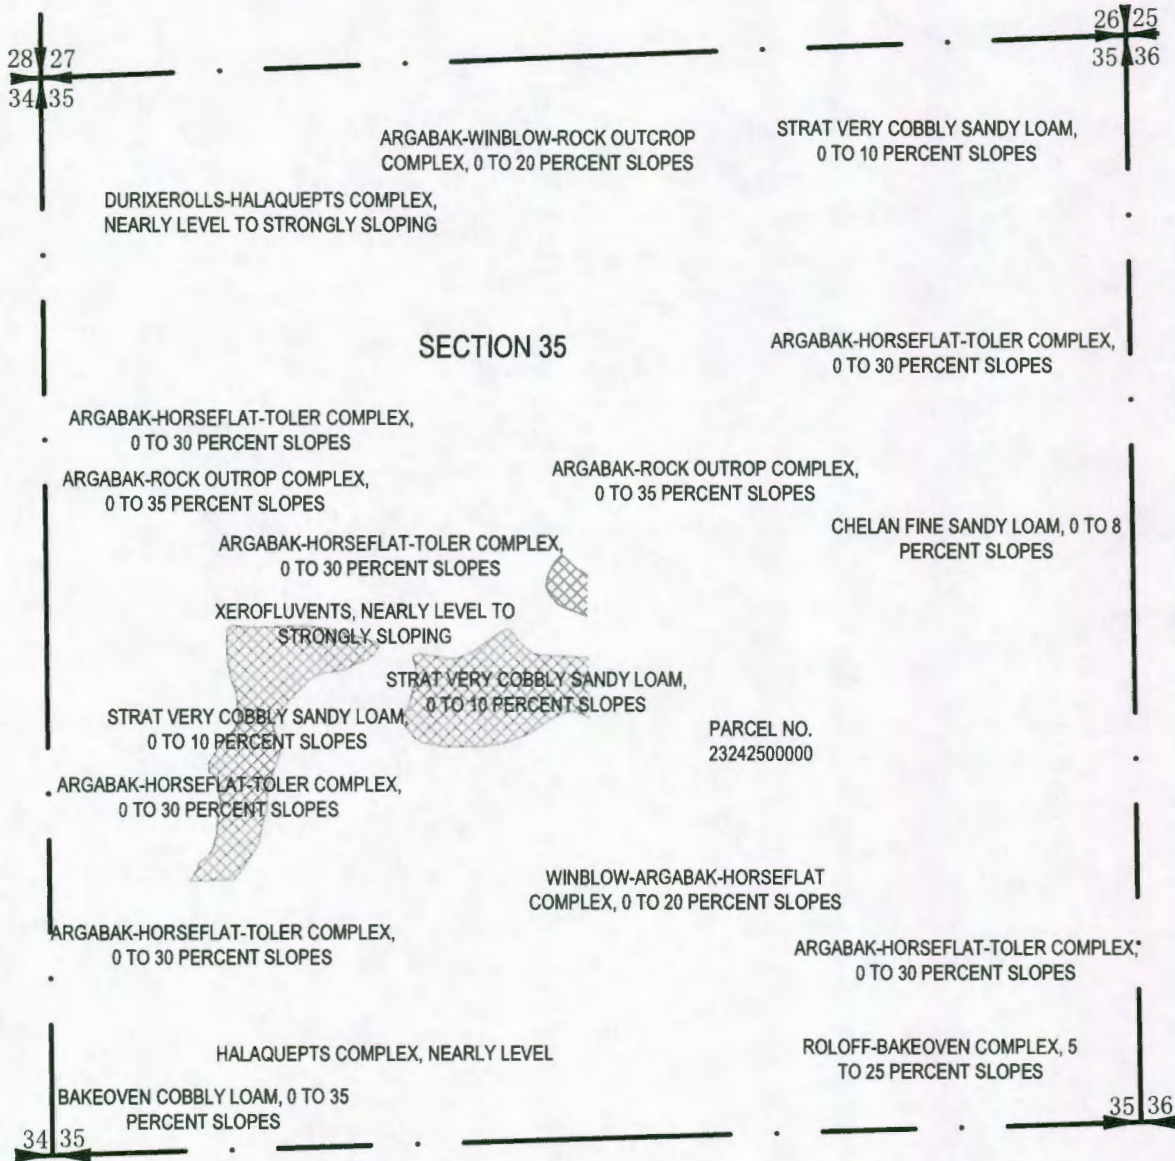 26 25
35 36
28 27
34 35
ARGABAK-WINBLOW-ROCK OUTCROP
COMPLEX, 0 TO 20 PERCENT SLOPES
STRAT VERY COBBLY SANDY LOAM,
0 TO 10 PERCENT SLOPES
DURIXEROLLS-HALAQUEPTS COMPLEX,
NEARLY LEVEL TO STRONGLY SLOPING
SECTION 35
ARGABAK-HORSEFLAT-TOLER COMPLEX,
0 TO 30 PERCENT SLOPES
ARGABAK-HORSEFLAT-TOLER COMPLEX,
0 TO 30 PERCENT SLOPES
ARGABAK-ROCK OUTROP COMPLEX,
0 TO 35 PERCENT SLOPES
ARGABAK-ROCK OUTROP COMPLEX,
0 TO 35 PERCENT SLOPES
CHELAN FINE SANDY LOAM, 0 TO 8
PERCENT SLOPES
ARGABAK-HORSEFLAT-TOLER COMPLEX,
0 TO 30 PERCENT SLOPES
XEROFLUVENTS, NEARLY LEVEL TO
STRONGLY SLOPING
STRAT VERY COBBLY SANDY LOAM,
0 TO 10 PERCENT SLOPES
STRAT VERY COBBLY SANDY LOAM,
0 TO 10 PERCENT SLOPES
PARCEL NO.
23242500000
ARGABAK-HORSEFLAT-TOLER COMPLEX,
0 TO 30 PERCENT SLOPES
WINBLOW-ARGABAK-HORSEFLAT
COMPLEX, 0 TO 20 PERCENT SLOPES
ARGABAK-HORSEFLAT-TOLER COMPLEX,
0 TO 30 PERCENT SLOPES
ARGABAK-HORSEFLAT-TOLER COMPLEX,
0 TO 30 PERCENT SLOPES
HALAQUEPTS COMPLEX, NEARLY LEVEL
ROLOFF-BAKEOVEN COMPLEX, 5
TO 25 PERCENT SLOPES
BAKEOVEN COBBLY LOAM, 0 TO 35
PERCENT SLOPES
35 36
34 35